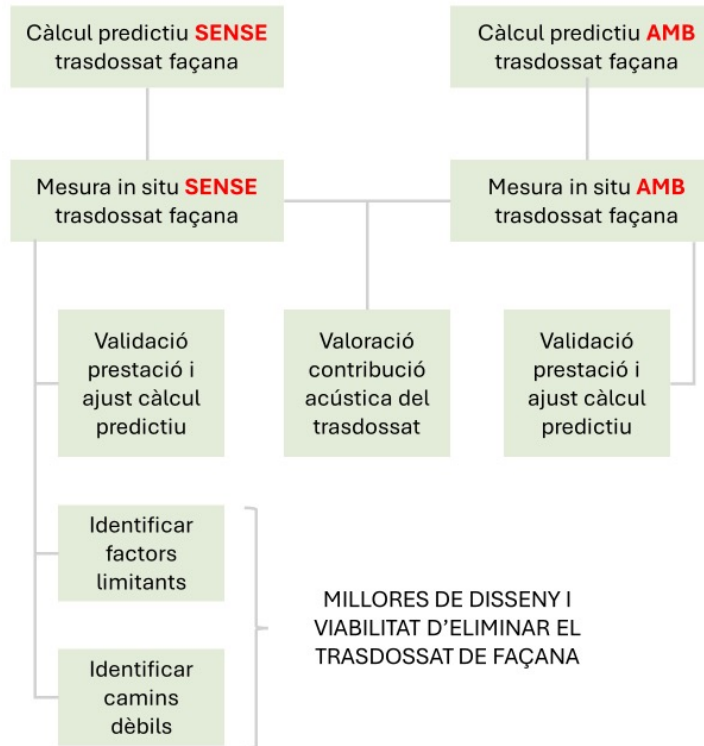 Càlcul predictiu SENSE
trasdossat façana
Càlcul predictiu AMB
trasdossat façana
Mesura in situ SENSE
trasdossat façana
Mesura in situ AMB
trasdossat façana
Validació
prestació i
ajust càlcul
predictiu
Valoració
contribució
acústica del
trasdossat
Validació
prestació i
ajust càlcul
predictiu
Identificar
factors
limitants
Identificar
camins
dèbils
MILLORES DE DISSENY I
VIABILITAT D’ELIMINAR EL
TRASDOSSAT DE FAÇANA